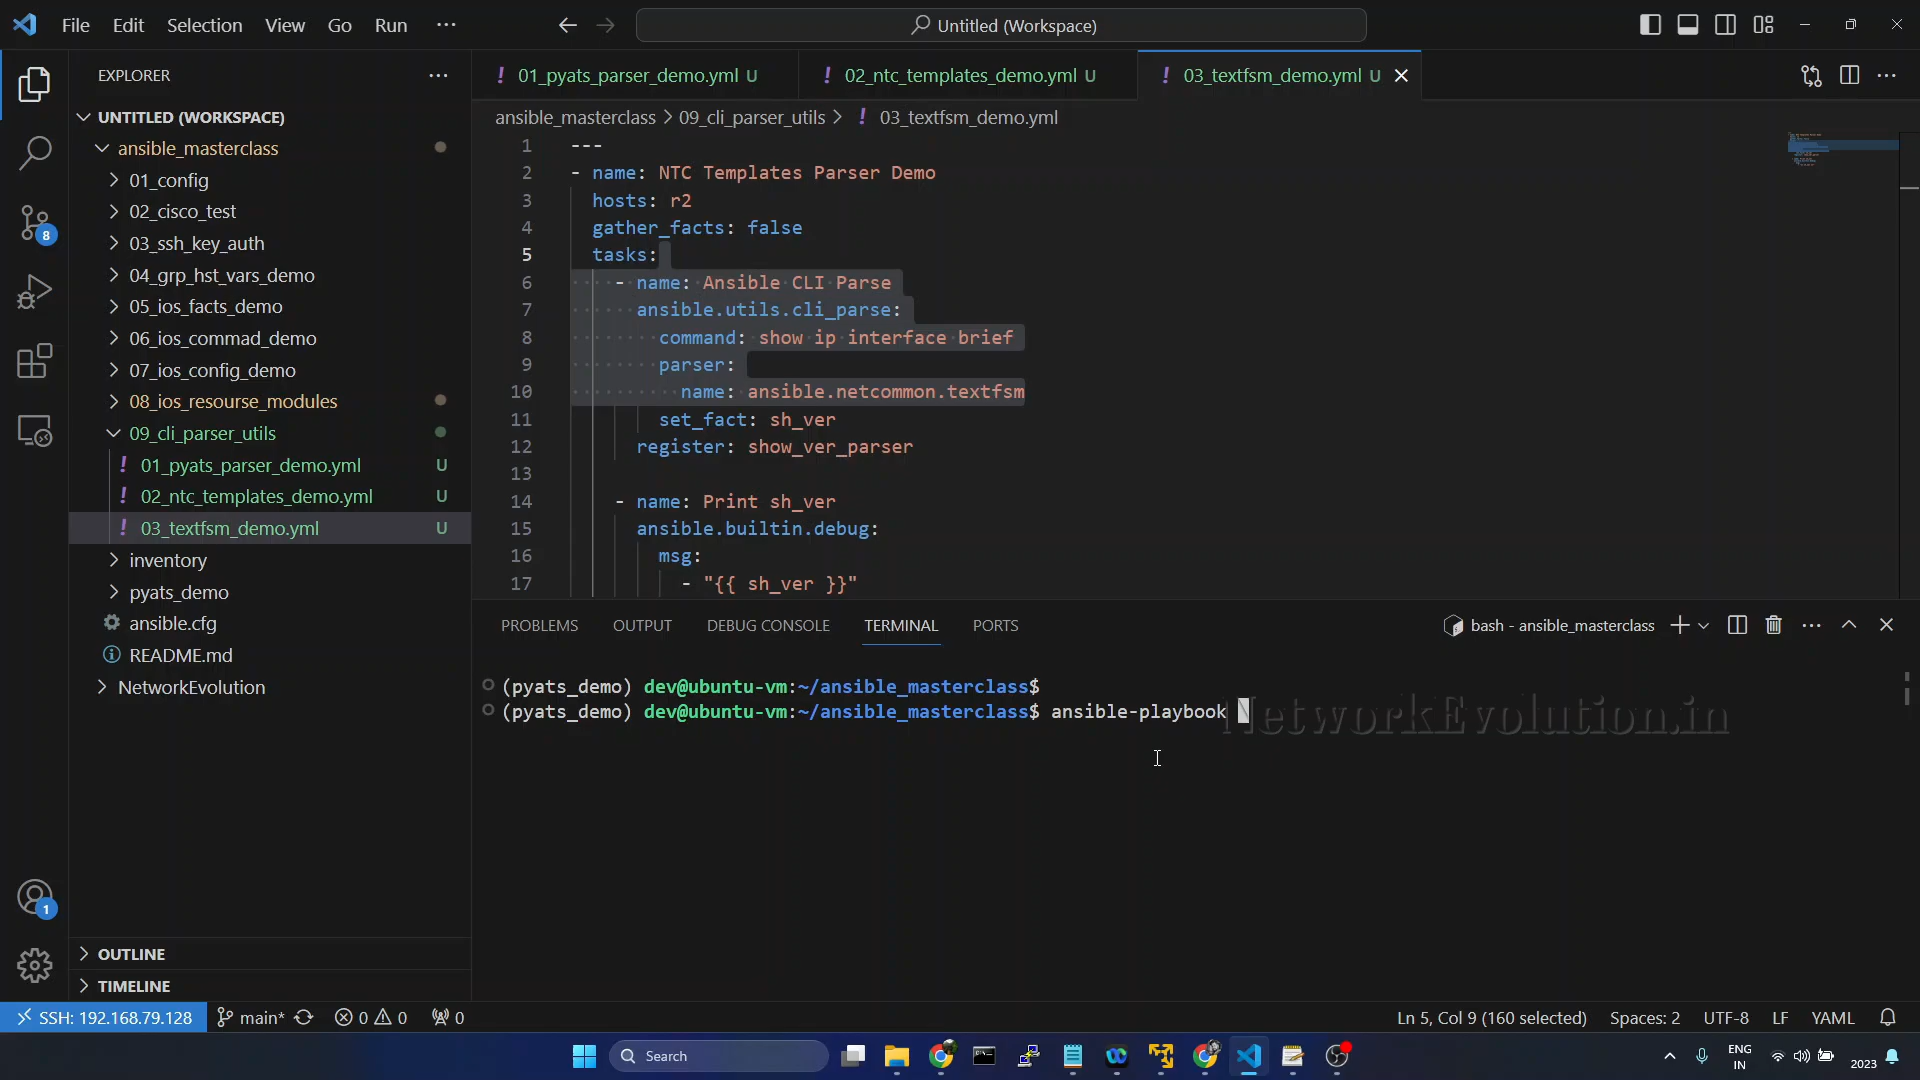 File Edit Selection View Go Run ···
Untitled (Workspace)
EXPLORER
UNTITLED (WORKSPACE)
ansible_masterclass
01_config
02_cisco_test
03_ssh_key_auth
04_grp_hst_vars_demo
05_ios_facts_demo
06_ios_commad_demo
07_ios_config_demo
08_ios_resourse_modules
09_cli_parser_utils
01_pyats_parser_demo.yml U
02_ntc_templates_demo.yml U
03_textfsm_demo.yml U
inventory
pyats_demo
ansible.cfg
README.md
NetworkEvolution
OUTLINE
TIMELINE
8
1
! 01_pyats_parser_demo.yml U
! 02_ntc_templates_demo.yml U
! 03_textfsm_demo.yml U
ansible_masterclass > 09_cli_parser_utils > ! 03_textfsm_demo.yml
1 ---
2 - name: NTC Templates Parser Demo
3 hosts: r2
4 gather_facts: false
5 tasks:
6 - name: Ansible CLI Parse
7 ansible.utils.cli_parse:
8 command: show ip interface brief
9 parser:
10 name: ansible.netcommon.textfsm
11 set_fact: sh_ver
12 register: show_ver_parser
13
14 - name: Print sh_ver
15 ansible.builtin.debug:
16 msg:
17 - "{{ sh_ver }}"
PROBLEMS OUTPUT DEBUG CONSOLE TERMINAL PORTS
bash - ansible_masterclass
(pyats_demo) dev@ubuntu-vm:~/ansible_masterclass$
(pyats_demo) dev@ubuntu-vm:~/ansible_masterclass$ ansible-playbook
NetworkEvolution.in
SSH: 192.168.79.128 main* 0 0 0
Ln 5, Col 9 (160 selected) Spaces: 2 UTF-8 LF YAML
Search
ENG
IN
2023